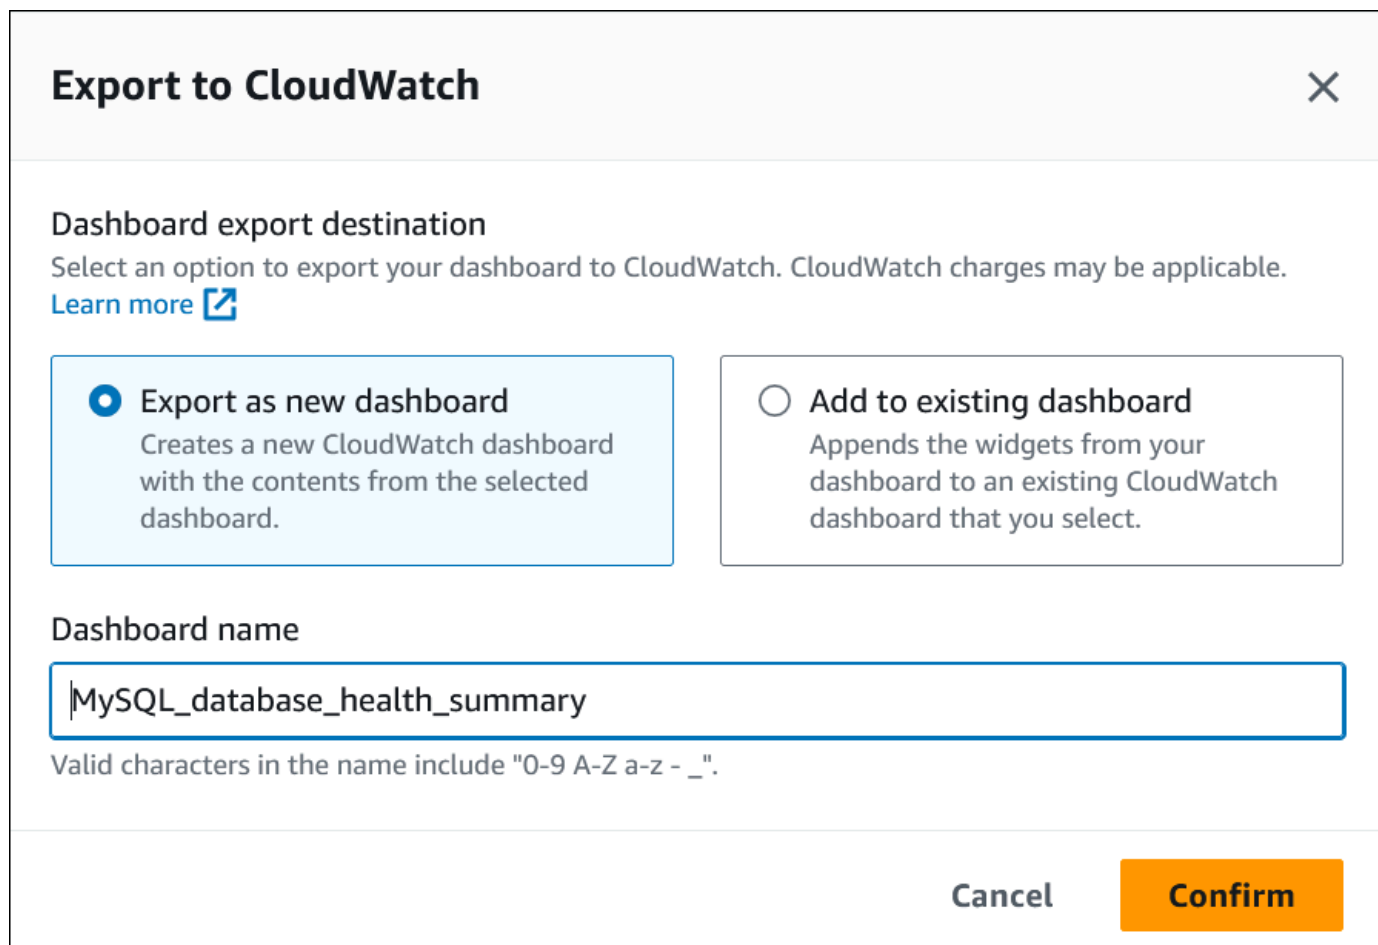 Export to CloudWatch
Dashboard export destination
Select an option to export your dashboard to CloudWatch. CloudWatch charges may be applicable.
Learn more
Export as new dashboard
Creates a new CloudWatch dashboard
with the contents from the selected
dashboard.
Add to existing dashboard
Appends the widgets from your
dashboard to an existing CloudWatch
dashboard that you select.
Dashboard name
MySQL_database_health_summary
Valid characters in the name include "0-9 A-Z a-z - _".
Cancel
Confirm